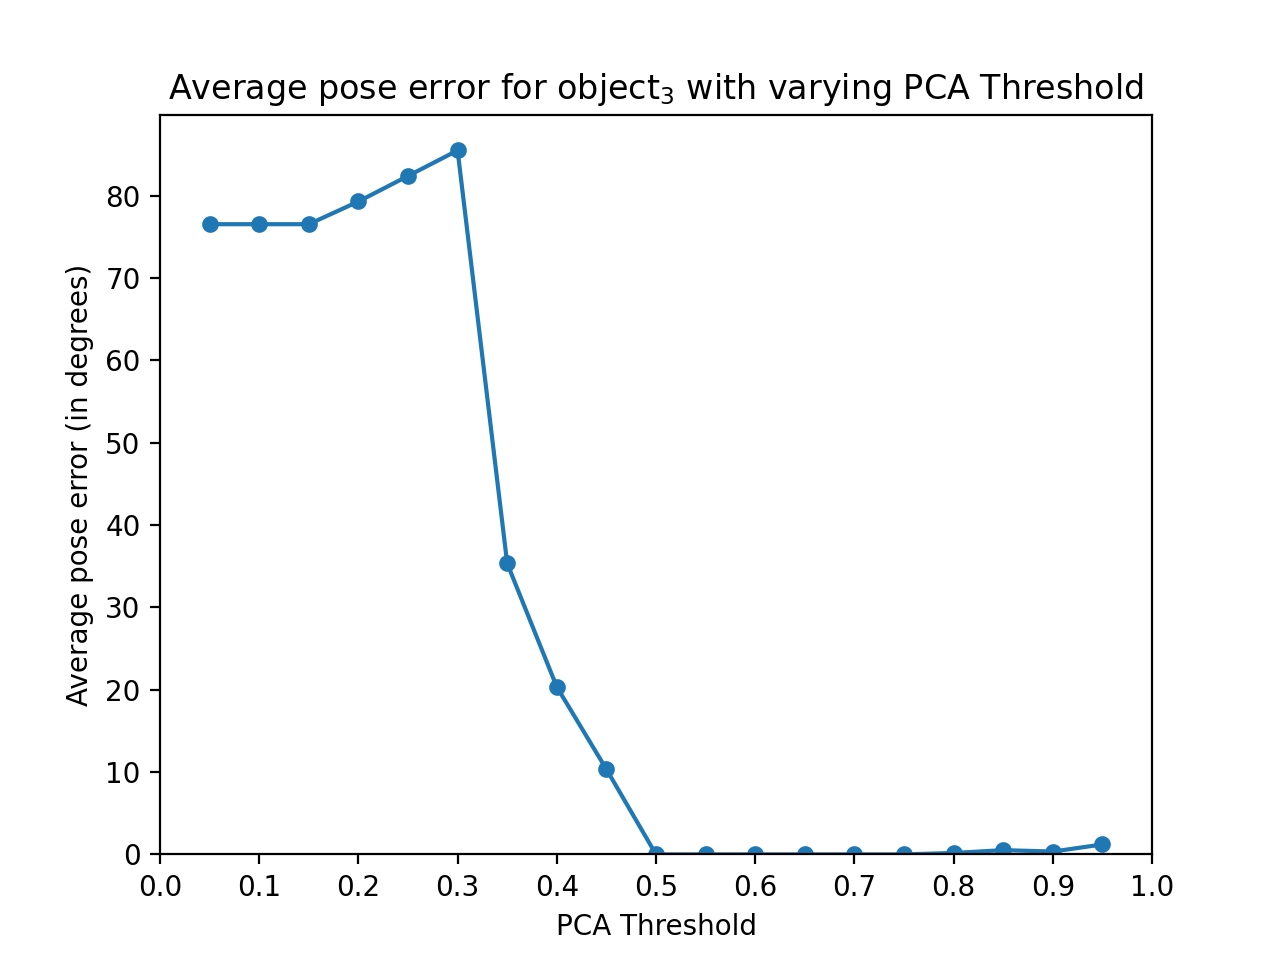 Average pose error for object₃ with varying PCA Threshold
Average pose error (in degrees)
80
70
60
50
40
30
20
10
0
0.0 0.1 0.2 0.3 0.4 0.5 0.6 0.7 0.8 0.9 1.0
PCA Threshold